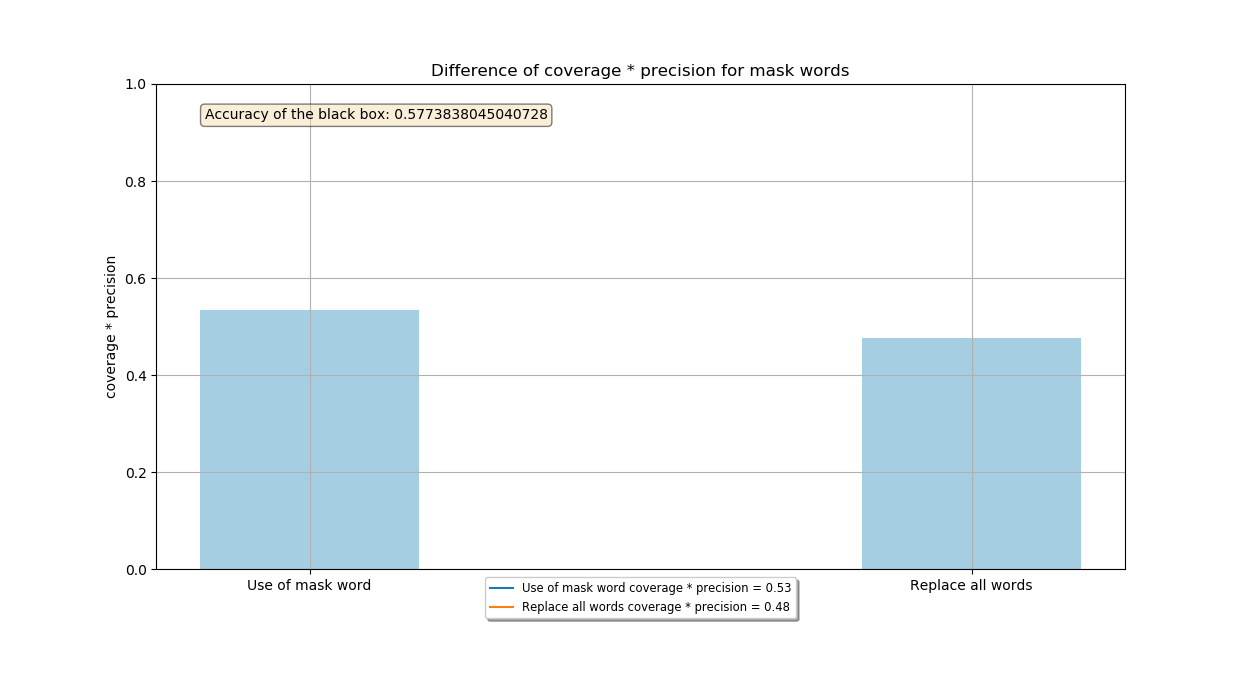 Difference of coverage * precision for mask words
1.0
Accuracy of the black box: 0.5773838045040728
0.8
0.6
coverage * precision
0.4
0.2
0.0
Use of mask word
Replace all words
Use of mask word coverage * precision = 0.53
Replace all words coverage * precision = 0.48